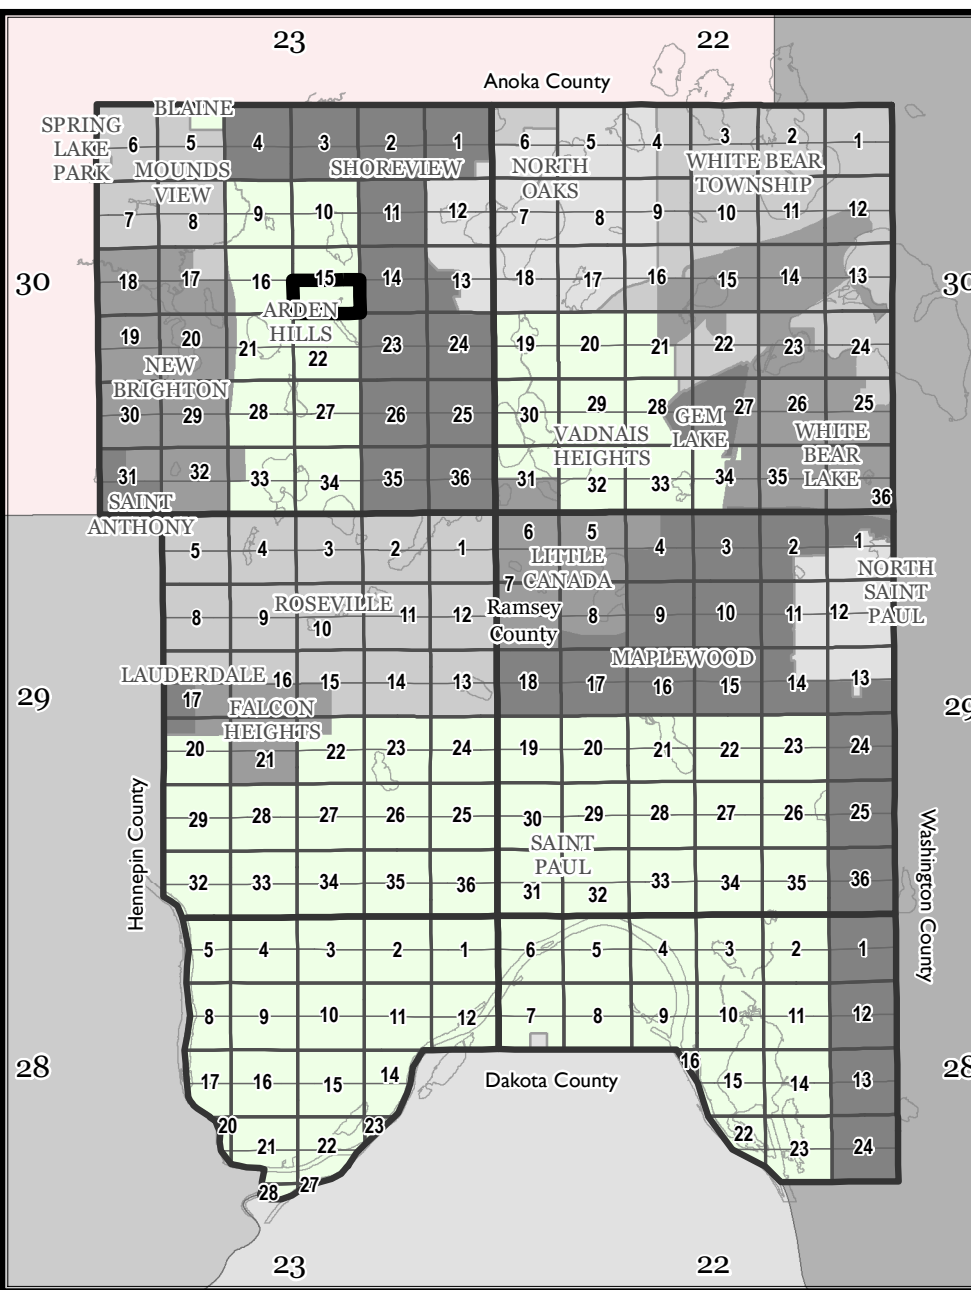 23 22
Anoka County
BLAINE
SPRING
LAKE
PARK
6 5 4 3 2 1 6 5 4 3 2 1
MOUNDS
VIEW
SHOREVIEW
NORTH
OAKS
WHITE BEAR
TOWNSHIP
7 8 9 10 11 12 7 8 9 10 11 12
30 18 17 16 15 14 13 18 17 16 15 14 13 30
ARDEN
HILLS
19 20 21 22 23 24 19 20 21 22 23 24
NEW
BRIGHTON
30 29 28 27 26 25 30 29 28 27 26 25
GEM
LAKE
VADNAIS
HEIGHTS
WHITE
BEAR
LAKE
31 32 33 34 35 36 31 32 33 34 35 36
SAINT
ANTHONY
5 4 3 2 1 6 5 4 3 2 1
LITTLE
CANADA
NORTH
SAINT
PAUL
8 9 10 11 12 7 8 9 10 11 12
ROSEVILLE
Ramsey
County
MAPLEWOOD
LAUDERDALE
29 17 16 15 14 13 18 17 16 15 14 13 29
FALCON
HEIGHTS
20 21 22 23 24 19 20 21 22 23 24
29 28 27 26 25 30 29 28 27 26 25
Hennepin County
Washington County
SAINT
PAUL
32 33 34 35 36 31 32 33 34 35 36
5 4 3 2 1 6 5 4 3 2 1
8 9 10 11 12 7 8 9 10 11 12
28 17 16 15 14 16 15 14 13 28
Dakota County
20 21 22 23 22 23 24
28 27
23 22